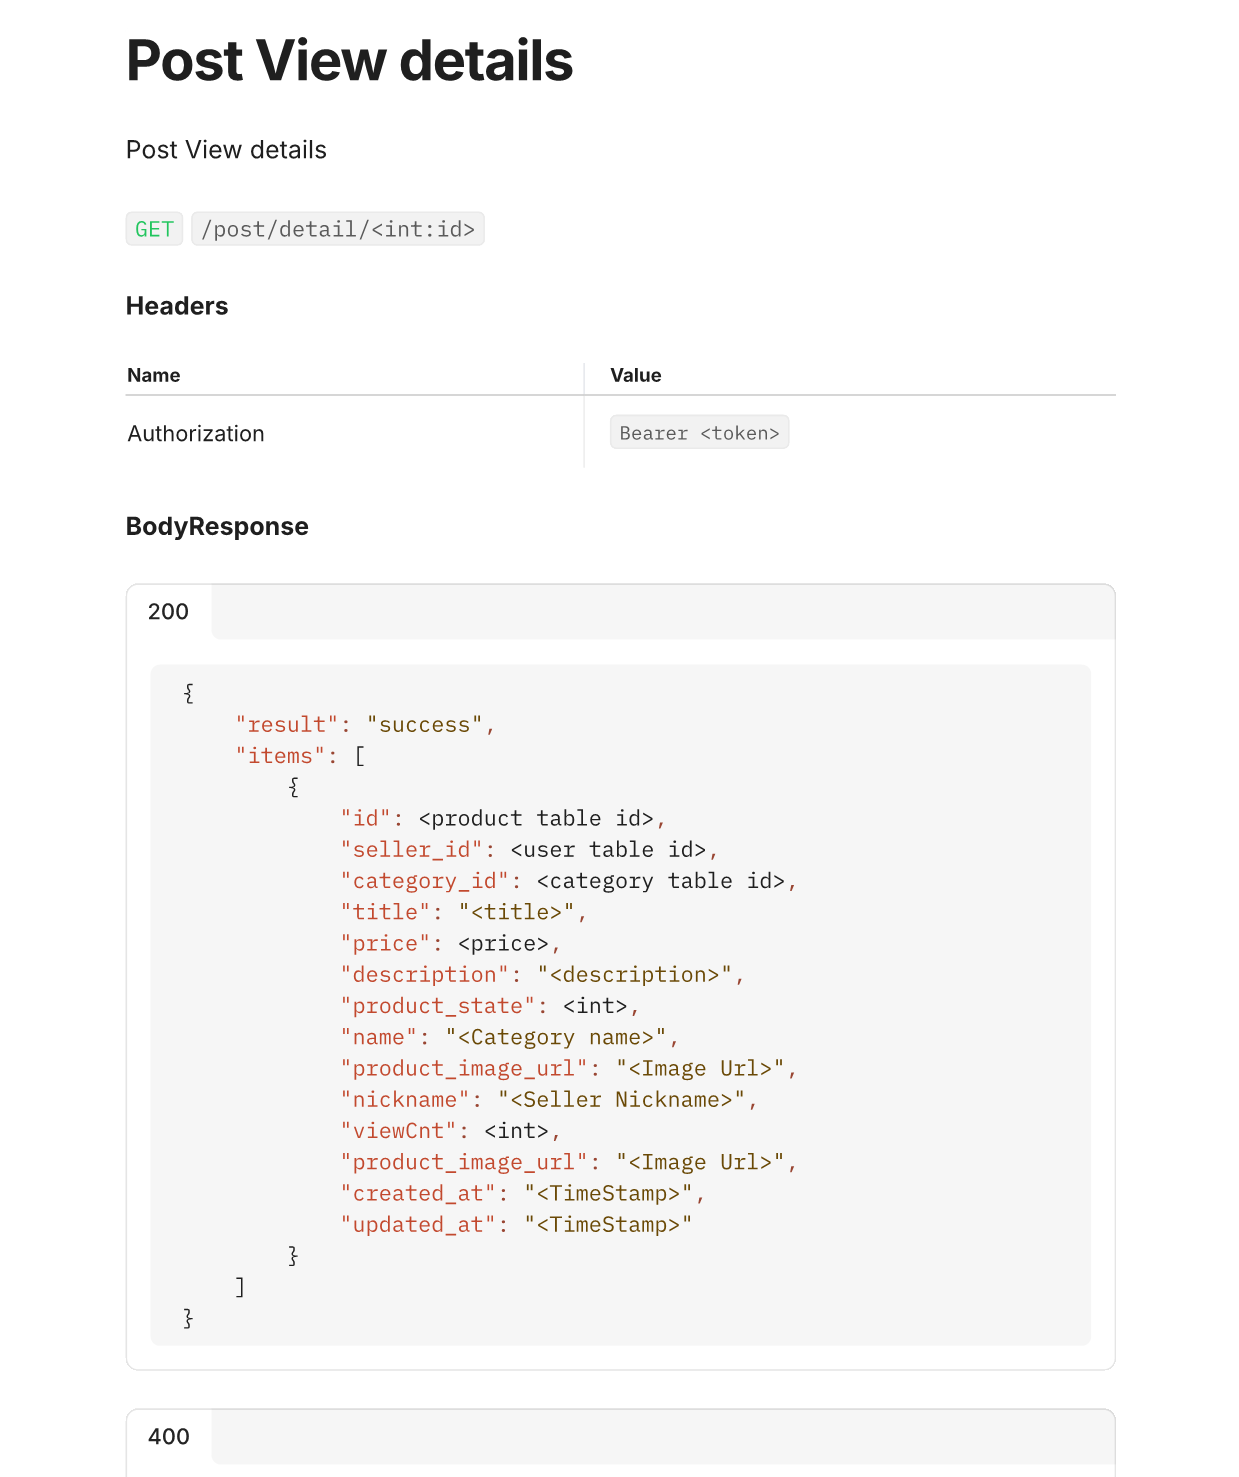 Post View details
Post View details
GET /post/detail/<int:id>
Headers
Name Value
Authorization Bearer <token>
BodyResponse
200
{
    "result": "success",
    "items": [
        {
            "id": <product table id>,
            "seller_id": <user table id>,
            "category_id": <category table id>,
            "title": "<title>",
            "price": <price>,
            "description": "<description>",
            "product_state": <int>,
            "name": "<Category name>",
            "product_image_url": "<Image Url>",
            "nickname": "<Seller Nickname>",
            "viewCnt": <int>,
            "product_image_url": "<Image Url>",
            "created_at": "<TimeStamp>",
            "updated_at": "<TimeStamp>"
        }
    ]
}
400